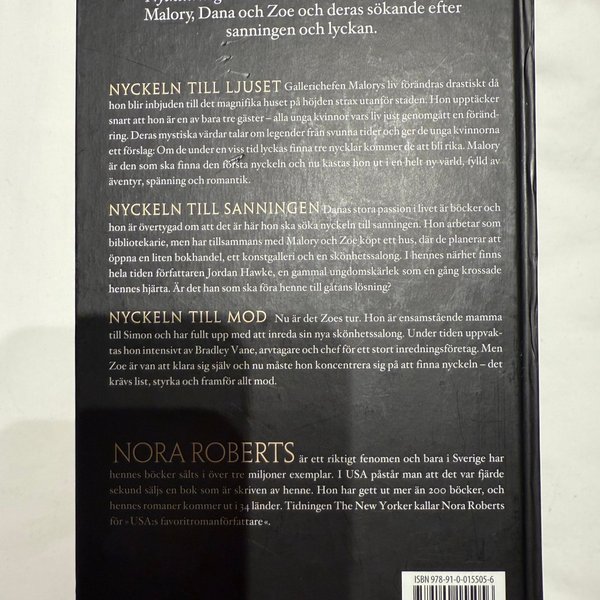 Malory, Dana och Zoe och deras sökande efter
sanningen och lyckan.
NYCKELN TILL LJUSET Gallerichefen Malorys liv förändras drastiskt då
hon blir inbjuden till det magnifika huset på höjden strax utanför staden. Hon upptäcker
snart att hon är en av bara tre gäster – alla unga kvinnor vars liv just genomgått en föränd-
ring. Deras mystiska värdar talar om legender från svunna tider och ger de unga kvinnorna
ett förslag: Om de under en viss tid lyckas finna tre nycklar kommer de att bli rika. Malory
är den som ska finna den första nyckeln och nu kastas hon ut i en helt ny värld, fylld av
äventyr, spänning och romantik.
NYCKELN TILL SANNINGEN Danas stora passion i livet är böcker och
hon är övertygad om att det är här hon ska söka nyckeln till sanningen. Hon arbetar som
bibliotekarie, men har tillsammans med Malory och Zoe köpt ett hus, där de planerar att
öppna en liten bokhandel, ett konstgalleri och en skönhetssalong. I hennes närhet finns
hela tiden författaren Jordan Hawke, en gammal ungdomskärlek som en gång krossade
hennes hjärta. Är det han som ska föra henne till gåtans lösning?
NYCKELN TILL MOD Nu är det Zoes tur. Hon är ensamstående mamma
till Simon och har fullt upp med att inreda sin nya skönhetssalong. Under tiden uppvak-
tas hon intensivt av Bradley Vane, arvtagare och chef för ett stort inredningsföretag. Men
Zoe är van att klara sig själv och nu måste hon koncentrera sig på att finna nyckeln – det
krävs list, styrka och framför allt mod.
NORA ROBERTS är ett riktigt fenomen och bara i Sverige har
hennes böcker sålts i över tre miljoner exemplar. I USA påstår man att det var fjärde
sekund säljs en bok som är skriven av henne. Hon har gett ut mer än 200 böcker, och
hennes romaner kommer ut i 34 länder. Tidningen The New Yorker kallar Nora Roberts
för »USA:s favoritromanförfattare«.
ISBN 978-91-0-015505-6